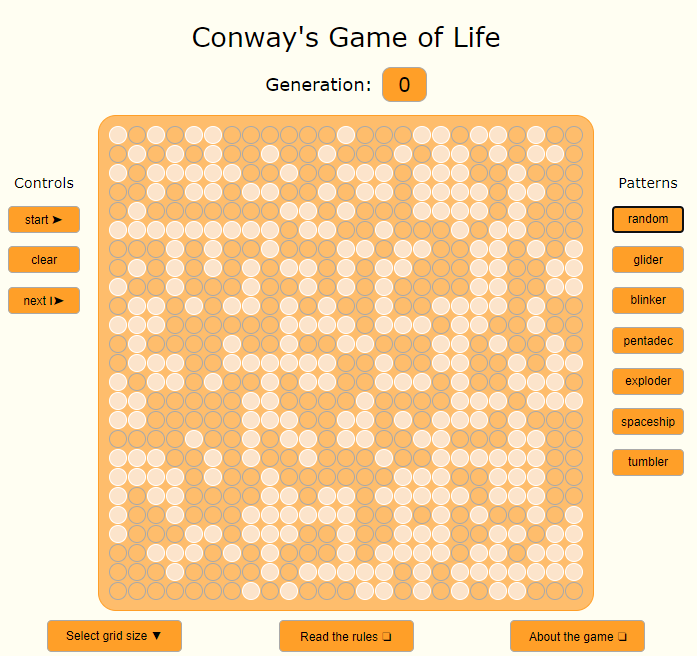 Conway's Game of Life
Generation: 0
Controls
start ➤
clear
next I➤
Patterns
random
glider
blinker
pentadec
exploder
spaceship
tumbler
Select grid size ▼
Read the rules ❏
About the game ❏